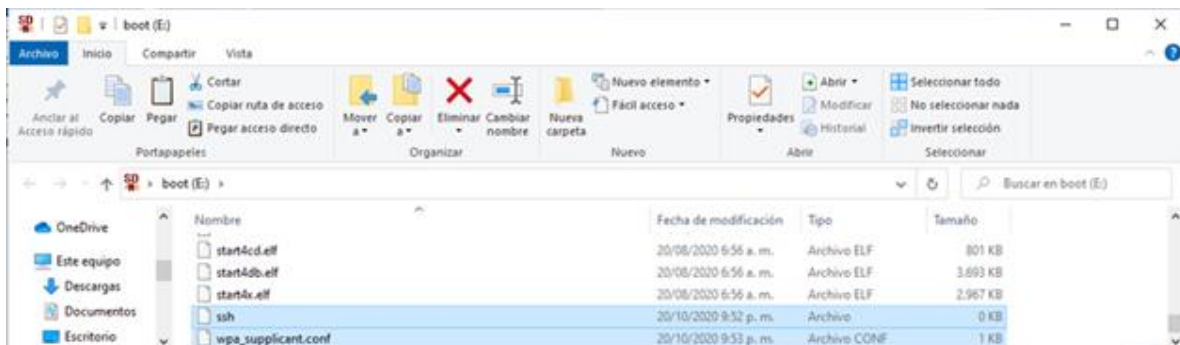 SD boot (E:)
Archivo Inicio Compartir Vista
Anclar al Acceso rápido
Copiar
Pegar
Cortar
Copiar ruta de acceso
Pegar acceso directo
Portapapeles
Mover a
Copiar a
Eliminar
Cambiar nombre
Organizar
Nueva carpeta
Nuevo elemento
Fácil acceso
Nuevo
Propiedades
Abrir
Modificar
Historial
Abrir
Seleccionar todo
No seleccionar nada
Invertir selección
Seleccionar
SD boot (E:)
Buscar en boot (E:)
OneDrive
Este equipo
Descargas
Documentos
Escritorio
Nombre Fecha de modificación Tipo Tamaño
start4cd.elf 20/08/2020 6:56 a. m. Archivo ELF 801 KB
start4db.elf 20/08/2020 6:56 a. m. Archivo ELF 3.693 KB
start4x.elf 20/08/2020 6:56 a. m. Archivo ELF 2.967 KB
ssh 20/10/2020 9:52 p. m. Archivo 0 KB
wpa_supplicant.conf 20/10/2020 9:53 p. m. Archivo CONF 1 KB